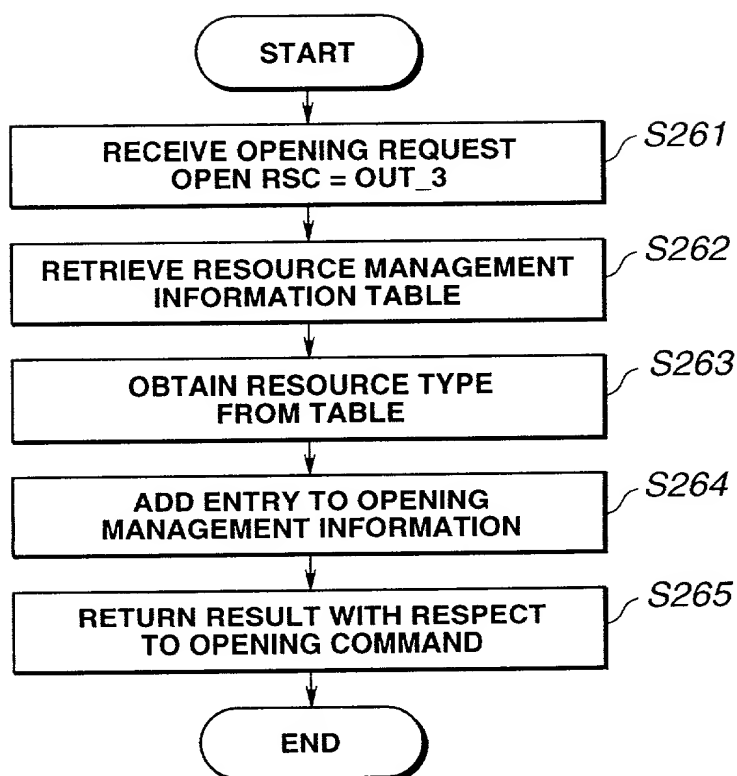 START
RECEIVE OPENING REQUEST
OPEN RSC = OUT_3
S261
RETRIEVE RESOURCE MANAGEMENT
INFORMATION TABLE
S262
OBTAIN RESOURCE TYPE
FROM TABLE
S263
ADD ENTRY TO OPENING
MANAGEMENT INFORMATION
S264
RETURN RESULT WITH RESPECT
TO OPENING COMMAND
S265
END